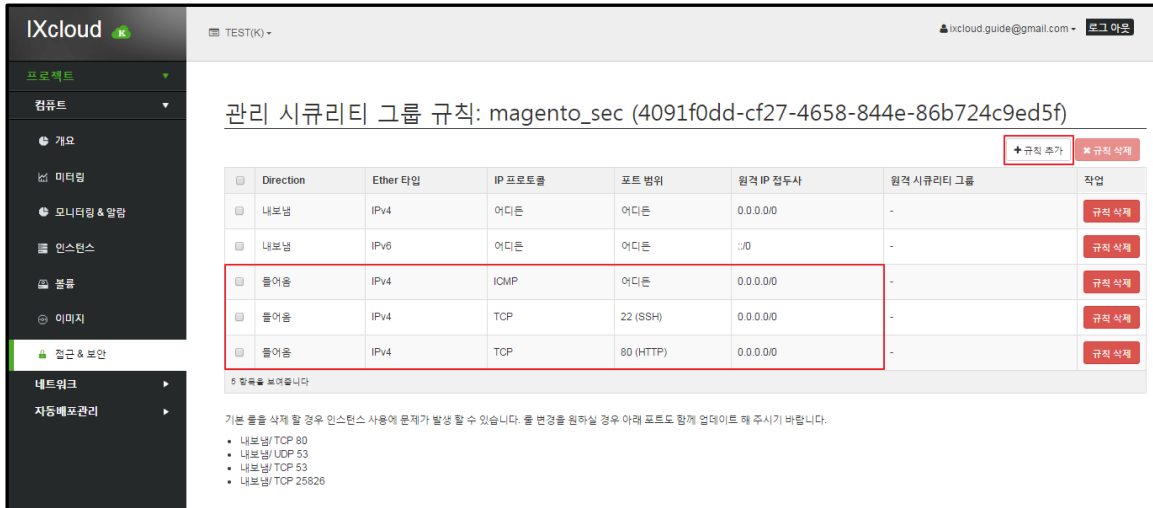 IXcloud K
TEST(K)
ixcloud.guide@gmail.com 로그 아웃
프로젝트
컴퓨트
개요
미터링
모니터링 & 알람
인스턴스
볼륨
이미지
접근 & 보안
네트워크
자동배포관리
관리 시큐리티 그룹 규칙: magento_sec (4091f0dd-cf27-4658-844e-86b724c9ed5f)
+ 규칙 추가 ✖ 규칙 삭제
Direction Ether 타입 IP 프로토콜 포트 범위 원격 IP 접두사 원격 시큐리티 그룹 작업
내보냄 IPv4 어디든 어디든 0.0.0.0/0 - 규칙 삭제
내보냄 IPv6 어디든 어디든 ::/0 - 규칙 삭제
들어옴 IPv4 ICMP 어디든 0.0.0.0/0 - 규칙 삭제
들어옴 IPv4 TCP 22 (SSH) 0.0.0.0/0 - 규칙 삭제
들어옴 IPv4 TCP 80 (HTTP) 0.0.0.0/0 - 규칙 삭제
5 항목을 보여줍니다
기본 룰을 삭제 할 경우 인스턴스 사용에 문제가 발생 할 수 있습니다. 룰 변경을 원하실 경우 아래 포트도 함께 업데이트 해 주시기 바랍니다.
• 내보냄/ TCP 80
• 내보냄/ UDP 53
• 내보냄/ TCP 53
• 내보냄/ TCP 25826